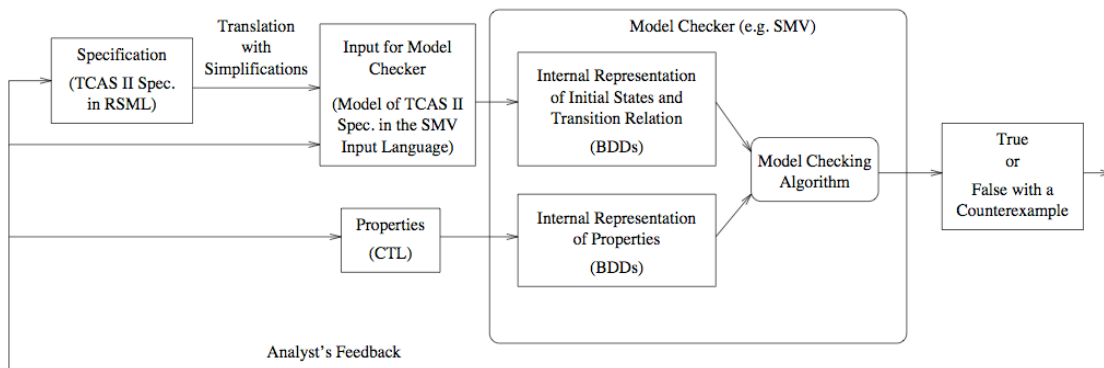 Translation
with
Simplifications
Specification
(TCAS II Spec.
in RSML)
Input for Model
Checker
(Model of TCAS II
Spec. in the SMV
Input Language)
Model Checker (e.g. SMV)
Internal Representation
of Initial States and
Transition Relation
(BDDs)
Model Checking
Algorithm
True
or
False with a
Counterexample
Properties
(CTL)
Internal Representation
of Properties
(BDDs)
Analyst's Feedback